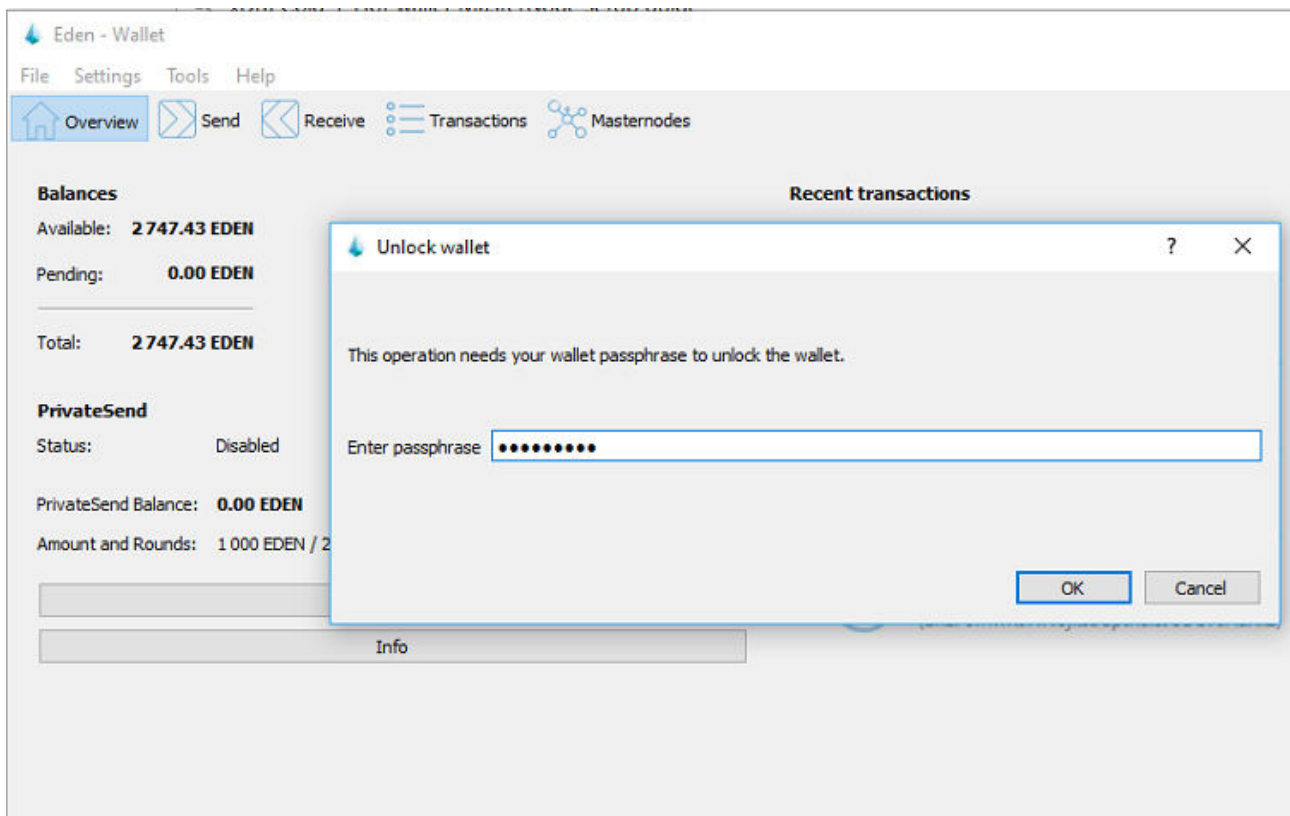 Eden - Wallet
File Settings Tools Help
Overview Send Receive Transactions Masternodes
Balances
Recent transactions
Available: 2 747.43 EDEN
Pending: 0.00 EDEN
Total: 2 747.43 EDEN
PrivateSend
Status: Disabled
PrivateSend Balance: 0.00 EDEN
Amount and Rounds: 1 000 EDEN / 2
Info
Unlock wallet
? 
This operation needs your wallet passphrase to unlock the wallet.
Enter passphrase ●●●●●●●●●
OK Cancel